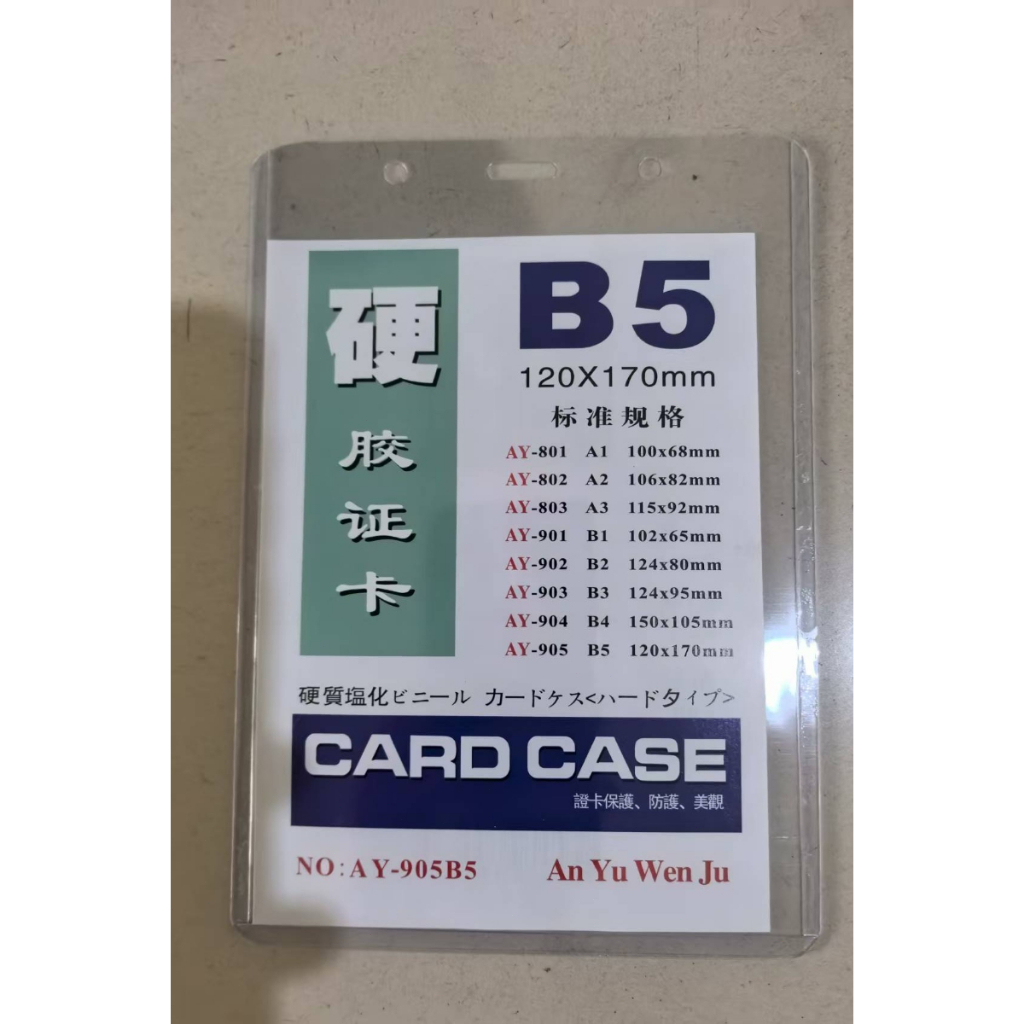 硬
胶
证
卡
B5
120X170mm
标准规格
AY-801 A1 100x68mm
AY-802 A2 106x82mm
AY-803 A3 115x92mm
AY-901 B1 102x65mm
AY-902 B2 124x80mm
AY-903 B3 124x95mm
AY-904 B4 150x105mm
AY-905 B5 120x170mm
硬質塩化ビニール カードケス<ハードタイプ>
CARD CASE
證卡保護、防護、美觀
NO:AY-905B5 An Yu Wen Ju